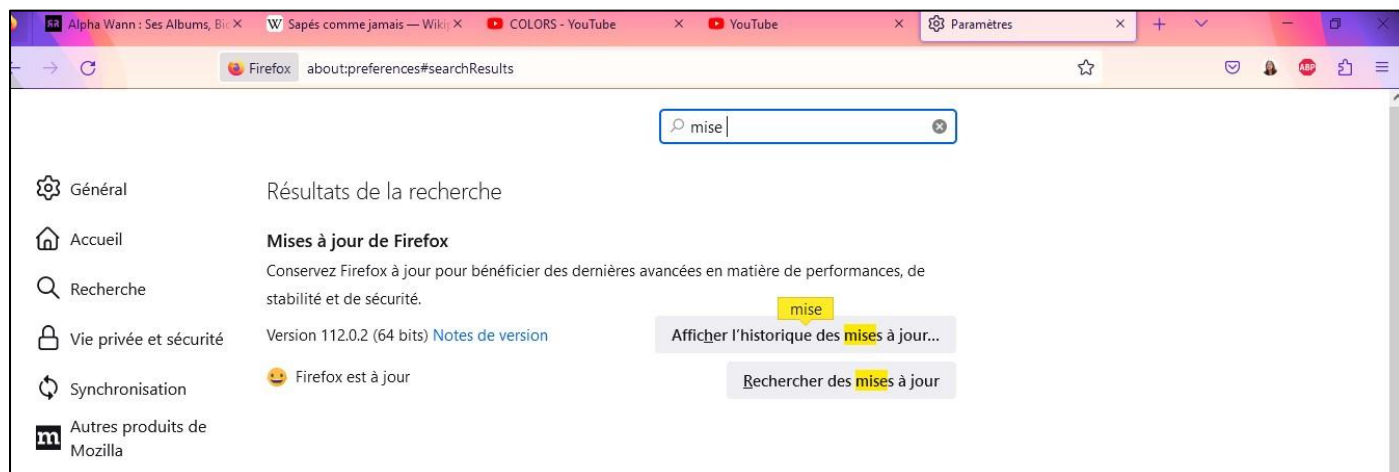 Alpha Wann : Ses Albums, Bio
Sapés comme jamais — Wiki
COLORS - YouTube
YouTube
Paramètres
Firefox about:preferences#searchResults
ABP
mise
Général
Accueil
Recherche
Vie privée et sécurité
Synchronisation
Autres produits de
Mozilla
Résultats de la recherche
Mises à jour de Firefox
Conservez Firefox à jour pour bénéficier des dernières avancées en matière de performances, de
stabilité et de sécurité.
Version 112.0.2 (64 bits) Notes de version
mise
Afficher l'historique des mises à jour...
Firefox est à jour
Rechercher des mises à jour